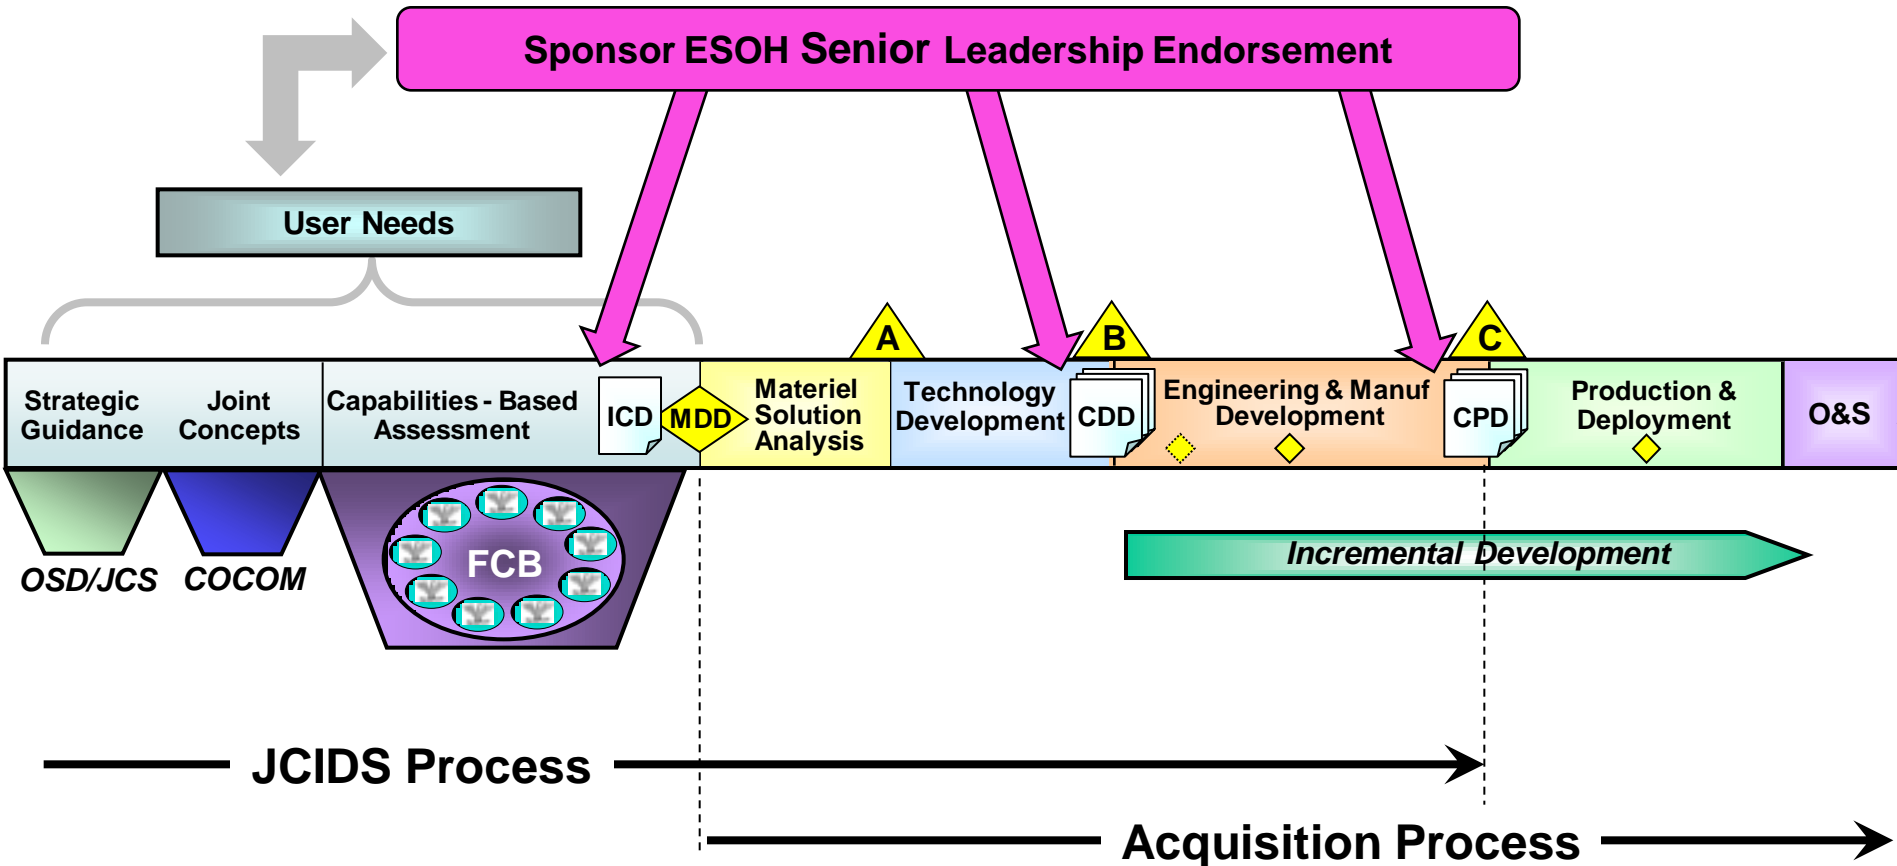 Sponsor ESOH Senior Leadership Endorsement
User Needs
A
B
C
Strategic
Guidance
Joint
Concepts
Capabilities - Based
Assessment
ICD
MDD
Materiel
Solution
Analysis
Technology
Development
CDD
Engineering & Manuf
Development
CPD
Production &
Deployment
O&S
OSD/JCS
COCOM
FCB
Incremental Development
JCIDS Process
Acquisition Process